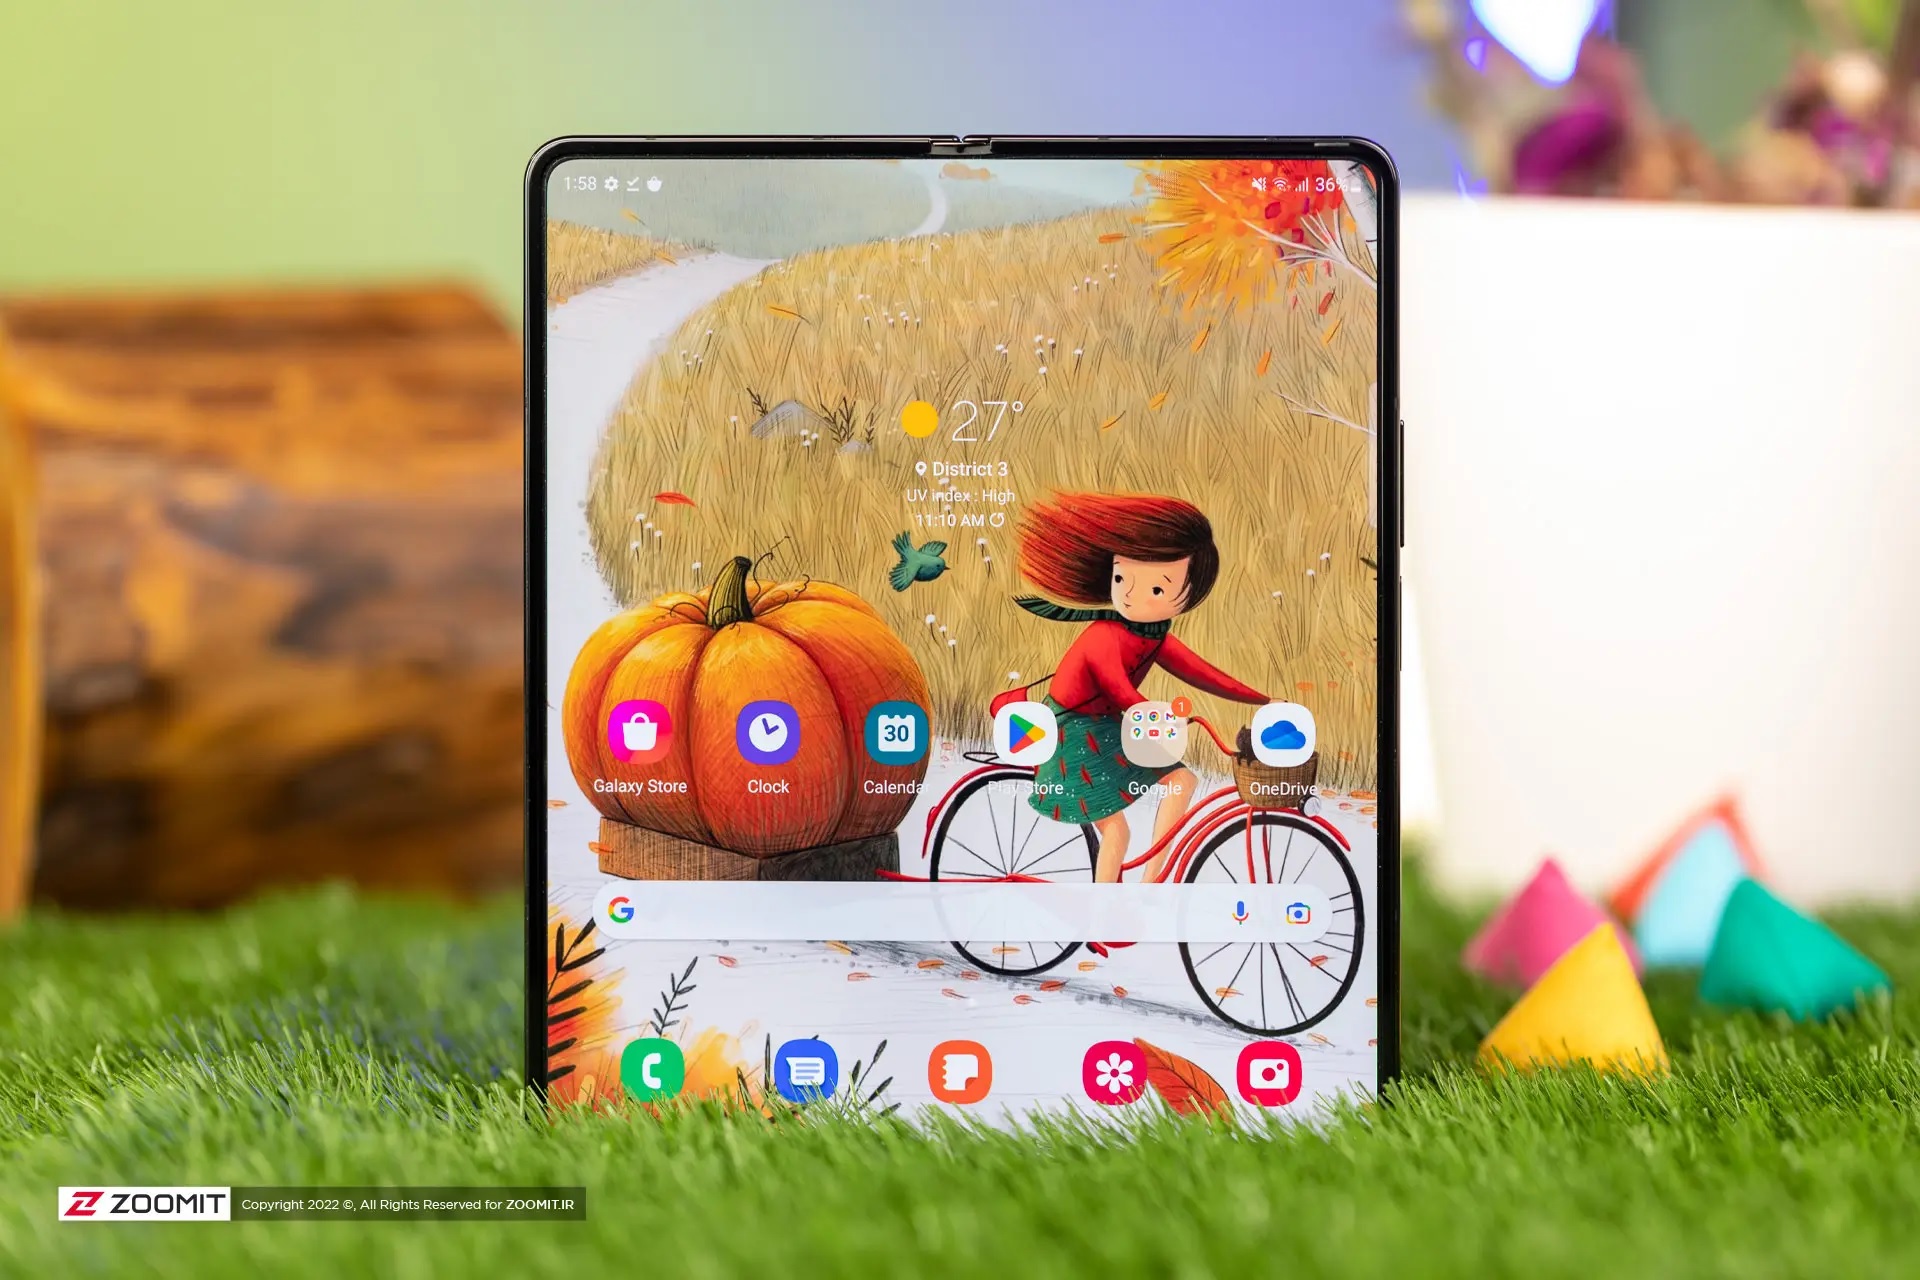 1:58
36%
27°
District 3
UV index : High
11:10 AM
30
1
Galaxy Store
Clock
Calendar
Play Store
Google
OneDrive
ZOOMIT Copyright 2022 ©, All Rights Reserved for ZOOMIT.IR